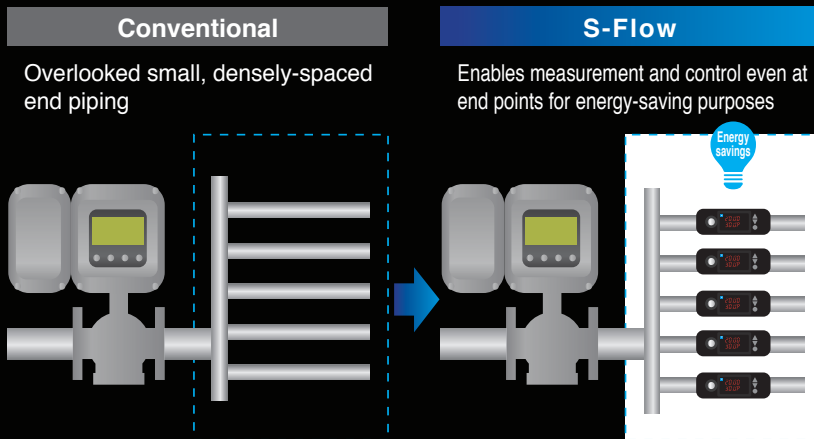 Conventional
Overlooked small, densely-spaced
end piping
S-Flow
Enables measurement and control even at
end points for energy-saving purposes
Energy
savings